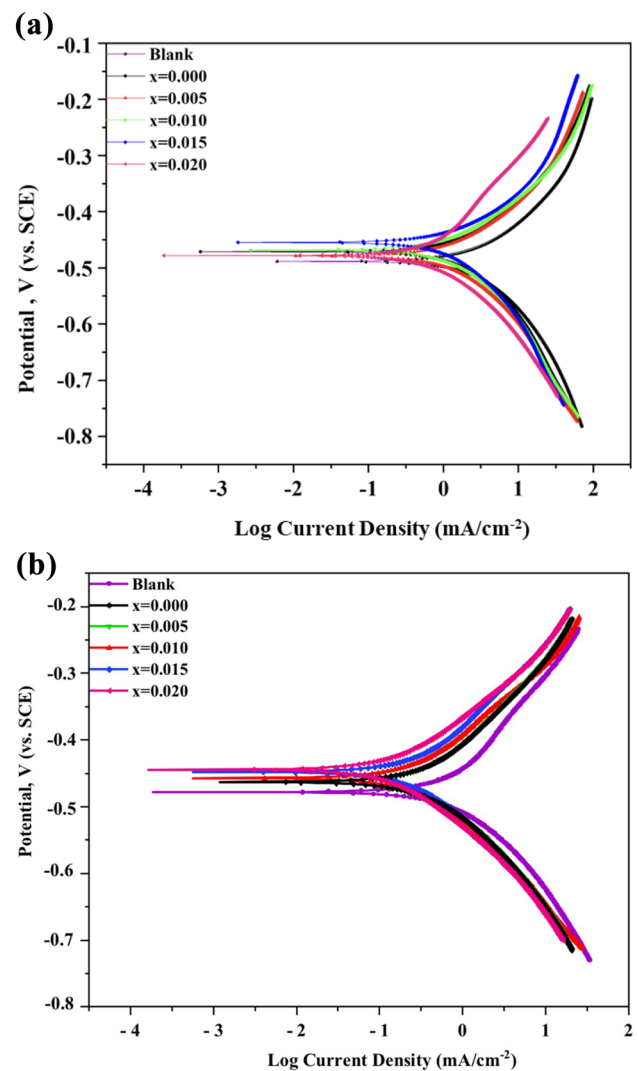 (a)
-0.1
-0.2
-0.3
-0.4
-0.5
-0.6
-0.7
-0.8
Potential , V (vs. SCE)
Blank
x=0.000
x=0.005
x=0.010
x=0.015
x=0.020
-4 -3 -2 -1 0 1 2
Log Current Density (mA/cm⁻²)
(b)
-0.2
-0.3
-0.4
-0.5
-0.6
-0.7
-0.8
Potential, V (vs. SCE)
Blank
x=0.000
x=0.005
x=0.010
x=0.015
x=0.020
- 4 - 3 - 2 - 1 0 1 2
Log Current Density (mA/cm⁻²)